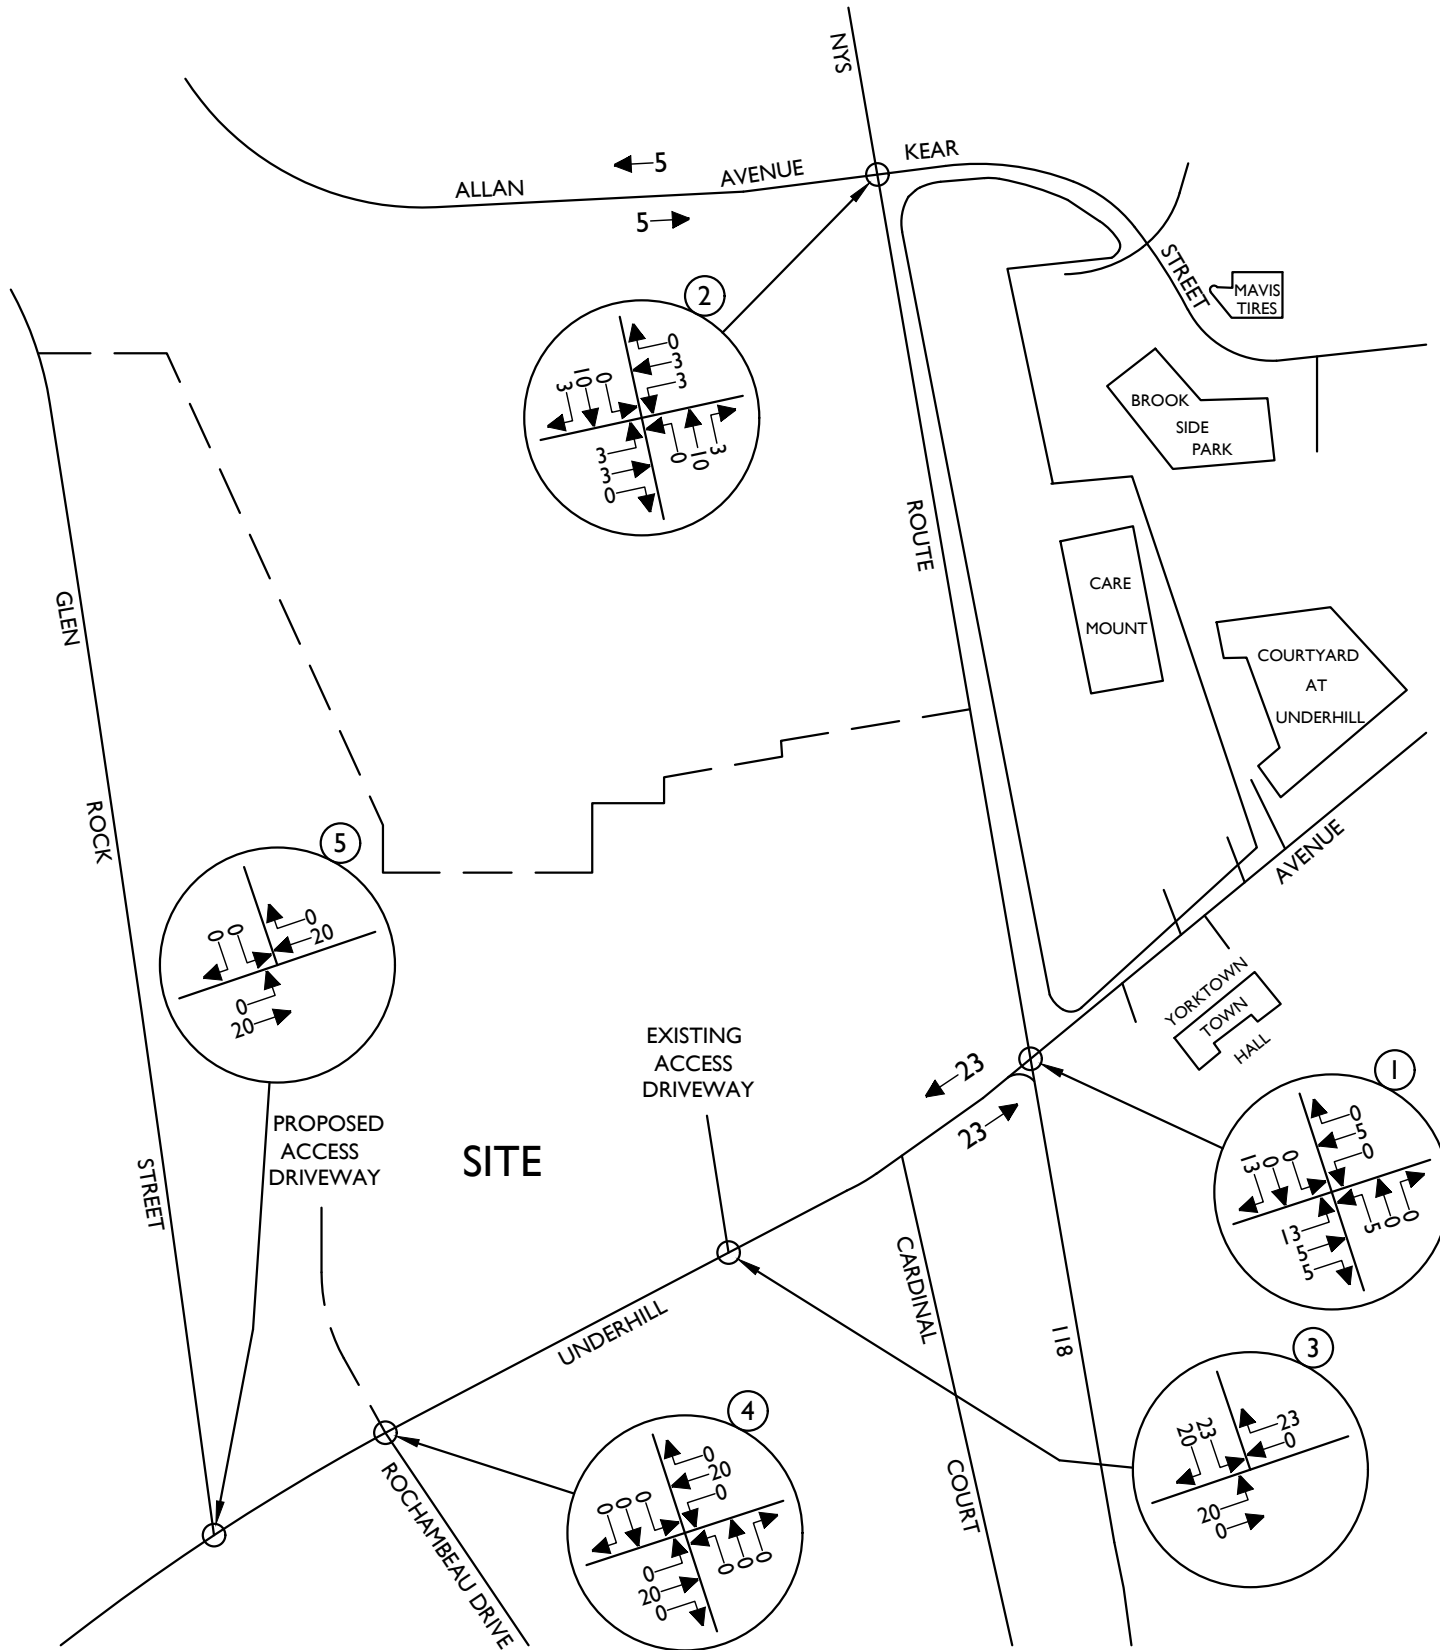 NYS
KEAR
5
ALLAN
AVENUE
5
STREET
2
MAVIS
TIRES
0
3
3
3
10
0
3
3
0
0
10
3
BROOK
SIDE
PARK
ROUTE
CARE
MOUNT
GLEN
COURTYARD
AT
UNDERHILL
ROCK
5
AVENUE
0
20
0
0
0
20
YORKTOWN
TOWN
HALL
EXISTING
ACCESS
DRIVEWAY
23
23
1
0
5
0
13
0
0
13
5
5
5
0
0
PROPOSED
ACCESS
DRIVEWAY
SITE
STREET
CARDINAL
UNDERHILL
118
3
23
0
20
23
20
0
4
0
20
0
0
0
0
0
20
0
0
0
0
COURT
ROCHAMBEAU DRIVE